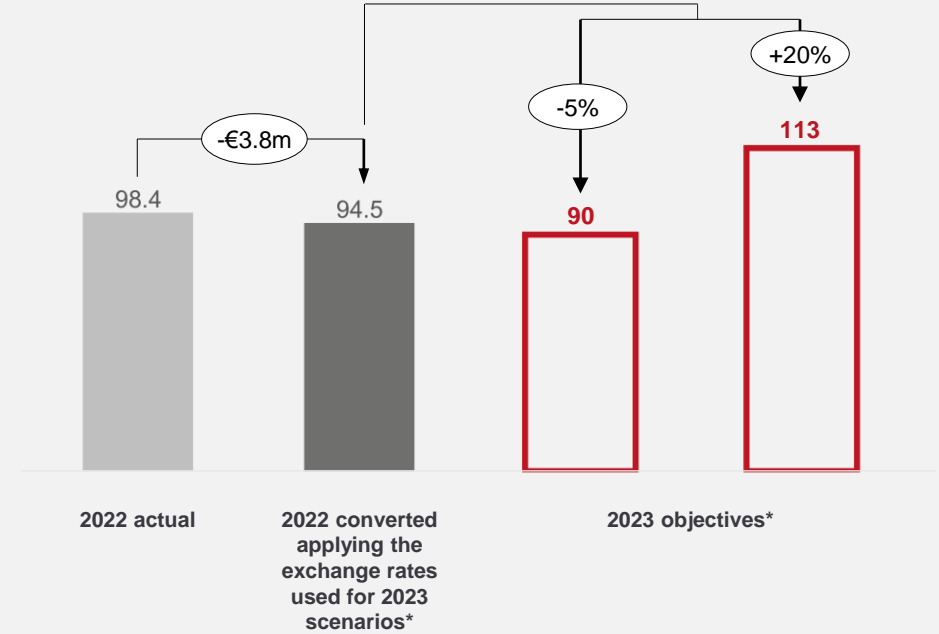 +20%
-5%
113
-€3.8m
98.4
94.5
90
2022 actual
2022 converted
applying the
exchange rates
used for 2023
scenarios*
2023 objectives*